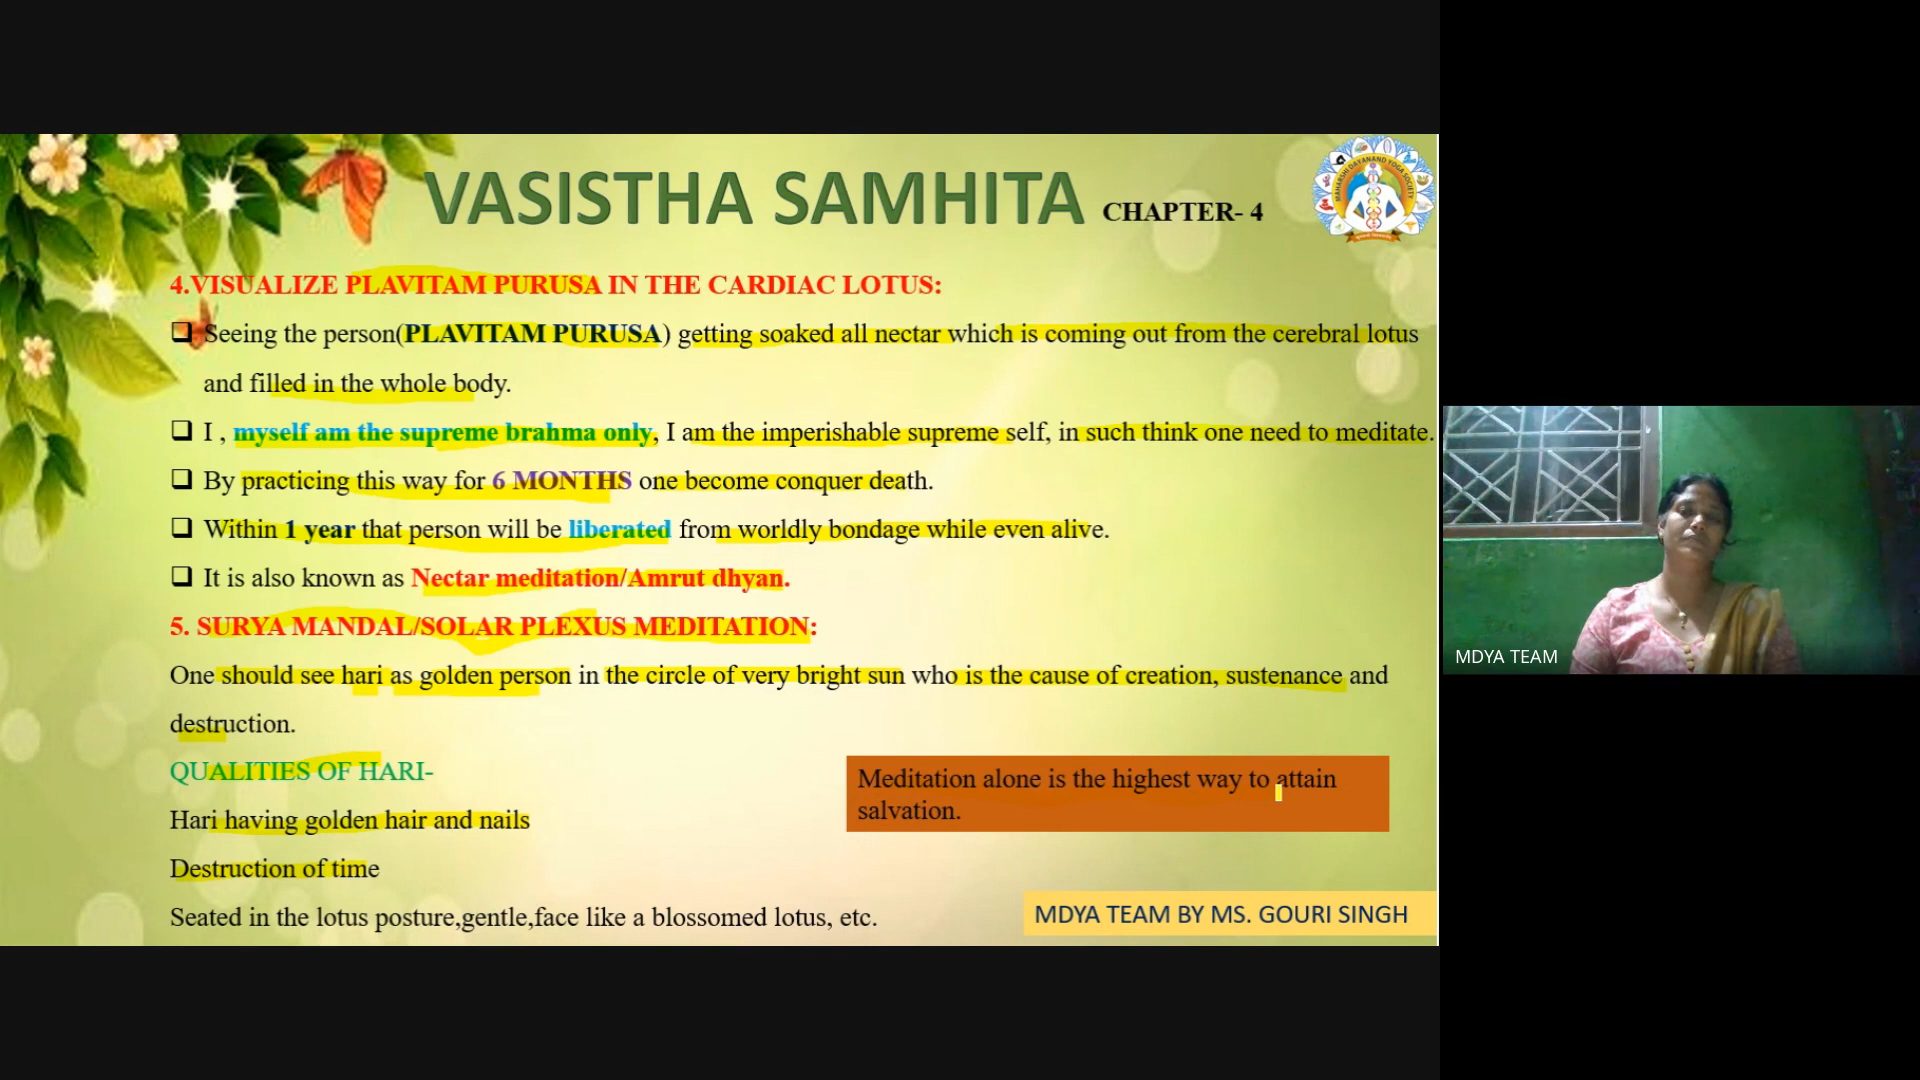 VASISTHA SAMHITA CHAPTER- 4
MAHARSHI DAYANAND YOGA SOCIETY
4.VISUALIZE PLAVITAM PURUSA IN THE CARDIAC LOTUS:
❑ Seeing the person(PLAVITAM PURUSA) getting soaked all nectar which is coming out from the cerebral lotus
and filled in the whole body.
❑ I , myself am the supreme brahma only, I am the imperishable supreme self, in such think one need to meditate.
❑ By practicing this way for 6 MONTHS one become conquer death.
❑ Within 1 year that person will be liberated from worldly bondage while even alive.
❑ It is also known as Nectar meditation/Amrut dhyan.
5. SURYA MANDAL/SOLAR PLEXUS MEDITATION:
One should see hari as golden person in the circle of very bright sun who is the cause of creation, sustenance and
destruction.
QUALITIES OF HARI-
Hari having golden hair and nails
Destruction of time
Seated in the lotus posture,gentle,face like a blossomed lotus, etc.
Meditation alone is the highest way to attain
salvation.
MDYA TEAM BY MS. GOURI SINGH
MDYA TEAM